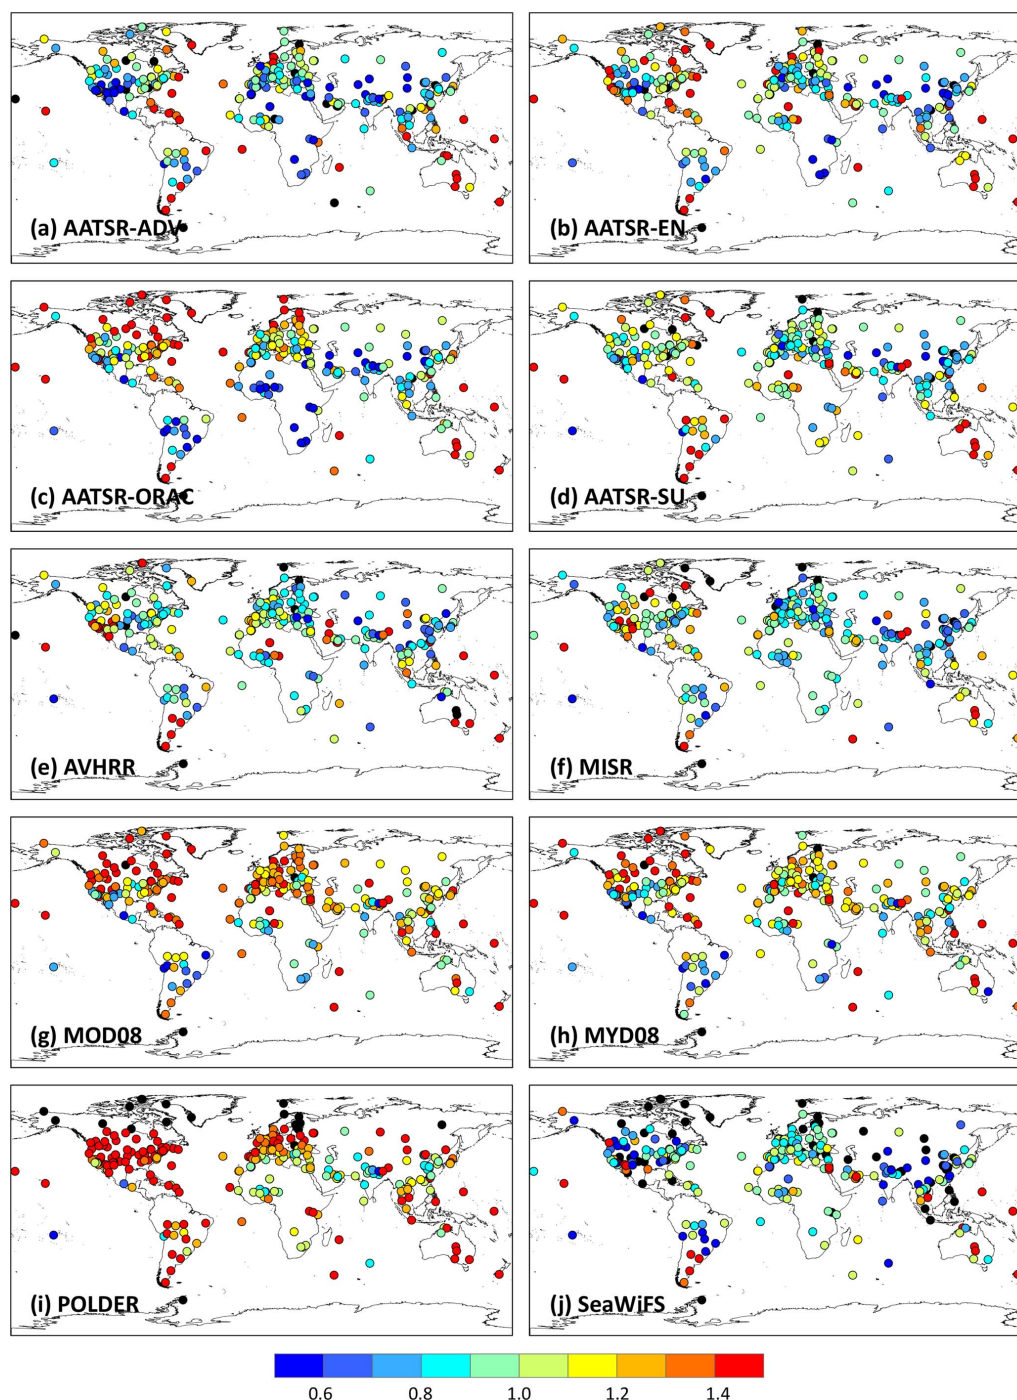 (a) AATSR-ADV
(b) AATSR-EN
(c) AATSR-ORAC
(d) AATSR-SU
(e) AVHRR
(f) MISR
(g) MOD08
(h) MYD08
(i) POLDER
(j) SeaWiFS
0.6 0.8 1.0 1.2 1.4